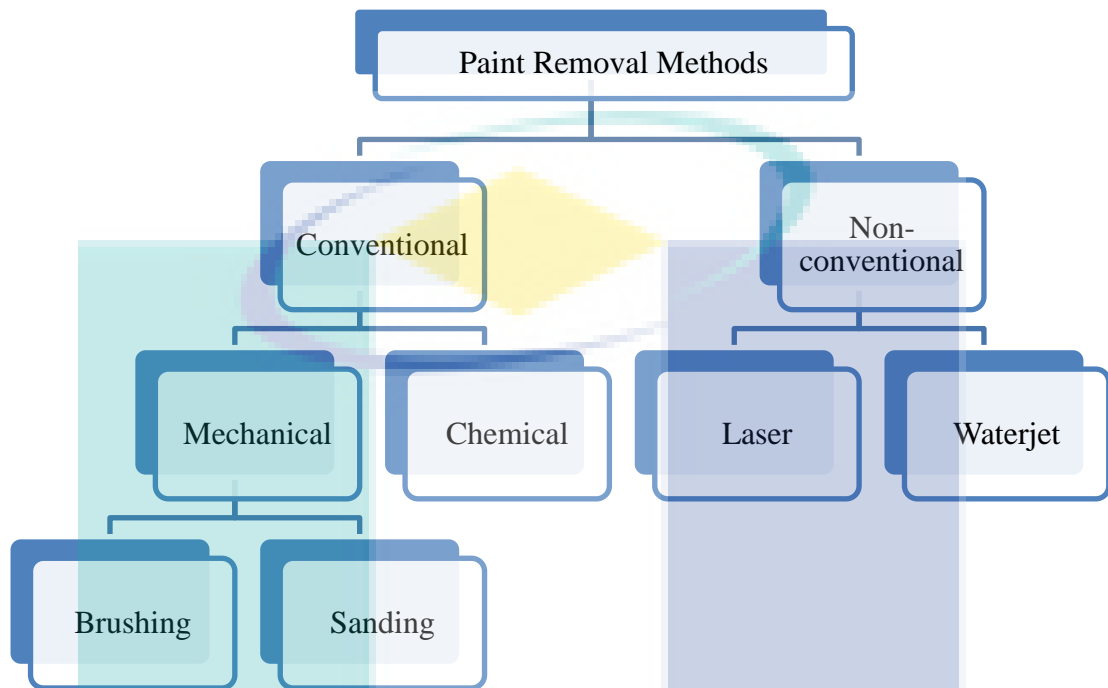 Paint Removal Methods
Conventional
Non-
conventional
Mechanical
Chemical
Laser
Waterjet
Brushing
Sanding